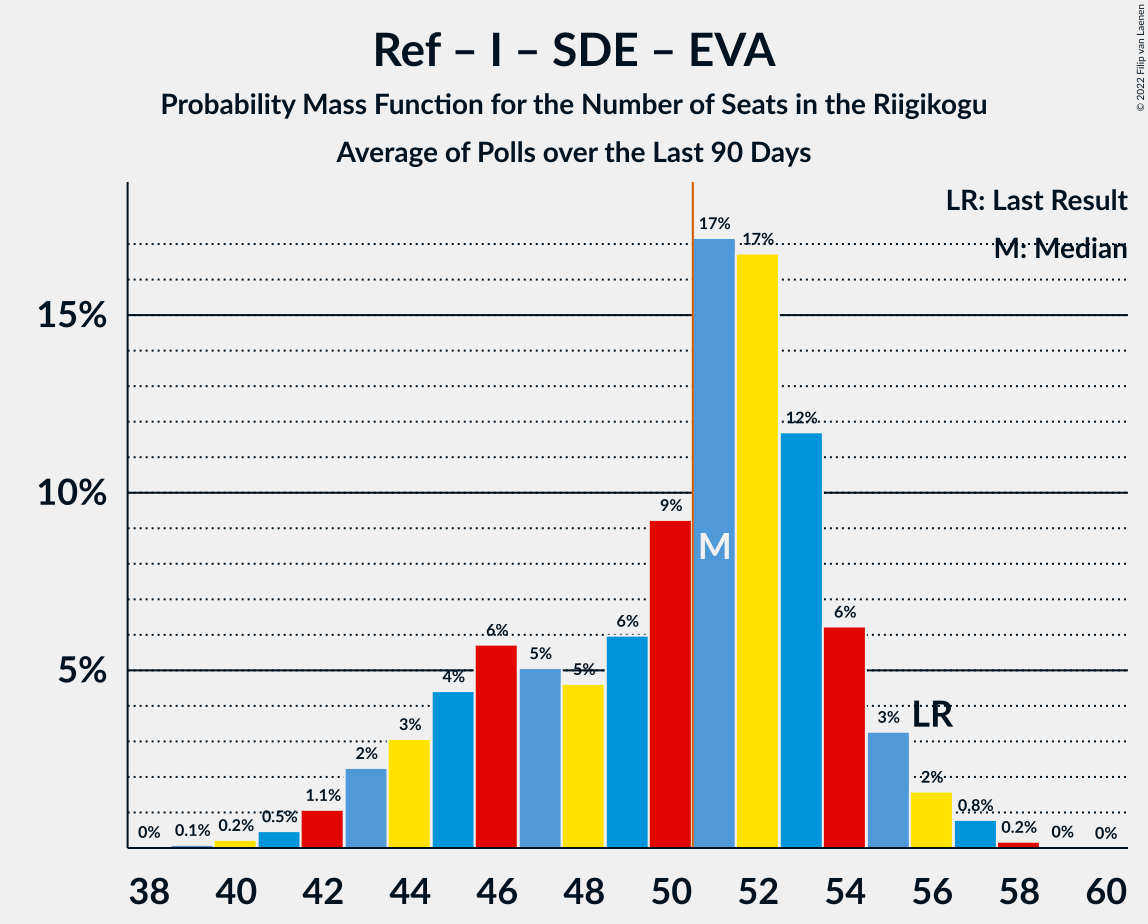 Ref – I – SDE – EVA
Probability Mass Function for the Number of Seats in the Riigikogu
Average of Polls over the Last 90 Days
© 2022 Filip van Laenen
LR: Last Result
M: Median
15%
10%
5%
0%
0.1%
0.2%
0.5%
1.1%
2%
3%
4%
6%
5%
5%
6%
9%
17%
17%
12%
6%
3%
2%
0.8%
0.2%
0%
0%
M
LR
38 40 42 44 46 48 50 52 54 56 58 60